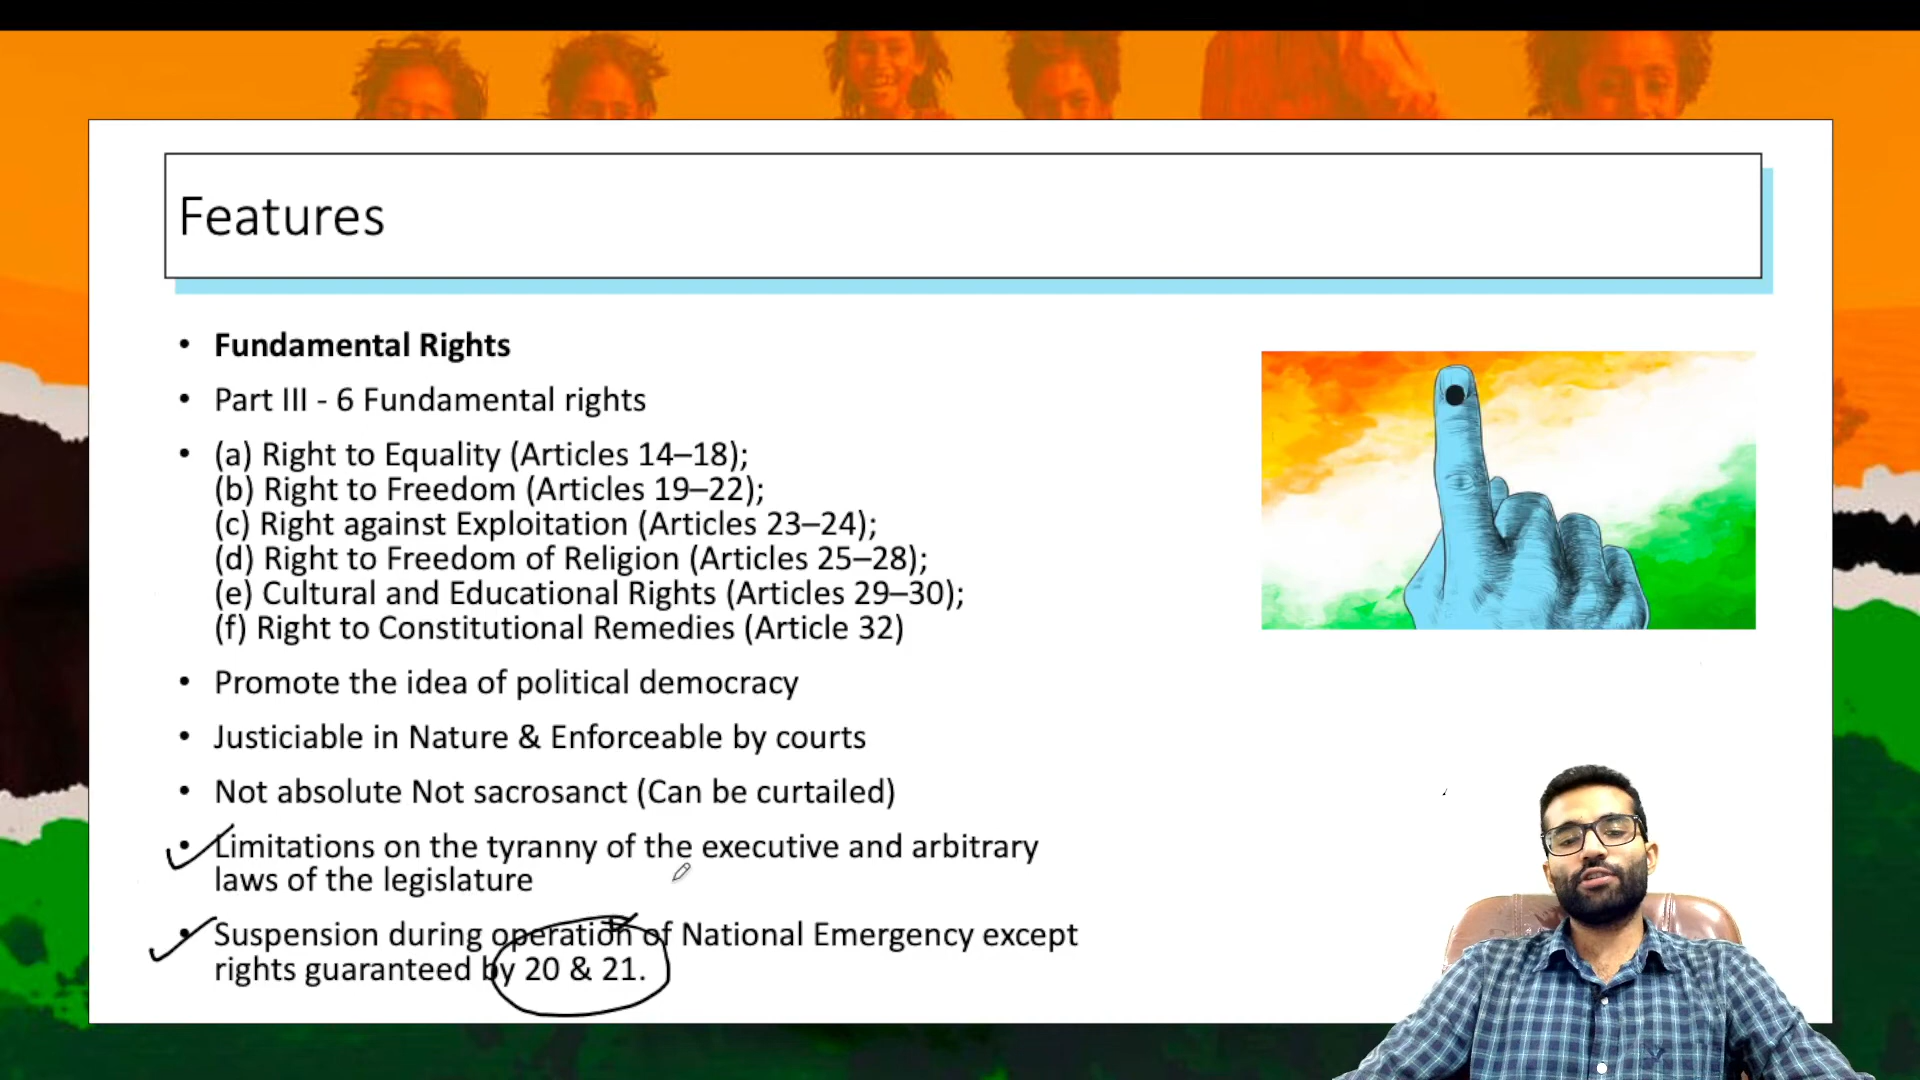 Features
• Fundamental Rights
• Part III - 6 Fundamental rights
• (a) Right to Equality (Articles 14–18);
(b) Right to Freedom (Articles 19–22);
(c) Right against Exploitation (Articles 23–24);
(d) Right to Freedom of Religion (Articles 25–28);
(e) Cultural and Educational Rights (Articles 29–30);
(f) Right to Constitutional Remedies (Article 32)
• Promote the idea of political democracy
• Justiciable in Nature & Enforceable by courts
• Not absolute Not sacrosanct (Can be curtailed)
• Limitations on the tyranny of the executive and arbitrary
laws of the legislature
• Suspension during operation of National Emergency except
rights guaranteed by 20 & 21.